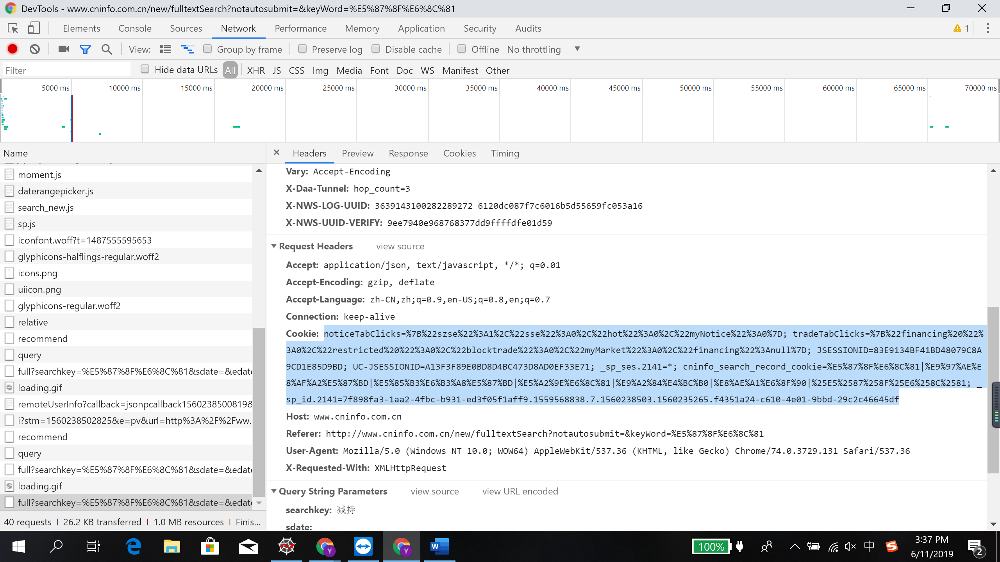 DevTools - www.cninfo.com.cn/new/fulltextSearch?notautosubmit=&keyWord=%E5%87%8F%E6%8C%81
Elements Console Sources Network Performance Memory Application Security Audits 1
View: Group by frame Preserve log Disable cache Offline No throttling
Filter Hide data URLs All XHR JS CSS Img Media Font Doc WS Manifest Other
5000 ms 10000 ms 15000 ms 20000 ms 25000 ms 30000 ms 35000 ms 40000 ms 45000 ms 50000 ms 55000 ms 60000 ms 65000 ms 70000 ms
Name
moment.js
daterangepicker.js
search_new.js
sp.js
iconfont.woff?t=1487555595653
glyphicons-halflings-regular.woff2
icons.png
uiicon.png
glyphicons-regular.woff2
relative
recommend
query
full?searchkey=%E5%87%8F%E6%8C%81&sdate=&edate
loading.gif
remoteUserInfo?callback=jsonpcallback1560238500819&
i?stm=1560238502825&e=pv&url=http%3A%2F%2Fww.
recommend
query
full?searchkey=%E5%87%8F%E6%8C%81&sdate=&edate
loading.gif
full?searchkey=%E5%87%8F%E6%8C%81&sdate=&edate
40 requests | 26.2 KB transferred | 1.0 MB resources | Finis...
× Headers Preview Response Cookies Timing
Vary: Accept-Encoding
X-Daa-Tunnel: hop_count=3
X-NWS-LOG-UUID: 3639143100282289272 6120dc087f7c6016b5d55659fc053a16
X-NWS-UUID-VERIFY: 9ee7940e968768377dd9ffffdfe01d59
Request Headers view source
Accept: application/json, text/javascript, */*; q=0.01
Accept-Encoding: gzip, deflate
Accept-Language: zh-CN,zh;q=0.9,en-US;q=0.8,en;q=0.7
Connection: keep-alive
Cookie: noticeTabClicks=%7B%22szse%22%3A1%2C%22sse%22%3A0%2C%22hot%22%3A0%2C%22myNotice%22%3A0%7D; tradeTabClicks=%7B%22financing%20%22%
3A0%2C%22restricted%20%22%3A0%2C%22blocktrade%22%3A0%2C%22myMarket%22%3A0%2C%22financing%22%3Anull%7D; JSESSIONID=83E9134BF41BD48079C8A
9CD1E85D9BD; UC-JSESSIONID=A13F3F89E0BD8D4BC473D8AD0EF33E71; _sp_ses.2141=*; cninfo_search_record_cookie=%E5%87%8F%E6%8C%81|%E9%97%AE%E
8%AF%A2%E5%87%BD|%E5%85%B3%E6%B3%A8%E5%87%BD|%E5%A2%9E%E6%8C%81|%E9%A2%84%E4%BC%B0|%E8%AE%A1%E6%8F%90|%25E5%2587%258F%25E6%258C%2581; _
sp_id.2141=7f898fa3-1aa2-4fbc-b931-ed3f05f1aff9.1559568838.7.1560238503.1560235265.f4351a24-c610-4e01-9bbd-29c2c46645df
Host: www.cninfo.com.cn
Referer: http://www.cninfo.com.cn/new/fulltextSearch?notautosubmit=&keyWord=%E5%87%8F%E6%8C%81
User-Agent: Mozilla/5.0 (Windows NT 10.0; WOW64) AppleWebKit/537.36 (KHTML, like Gecko) Chrome/74.0.3729.131 Safari/537.36
X-Requested-With: XMLHttpRequest
Query String Parameters view source view URL encoded
searchkey: 减持
sdate:
Y Y W 100% 中 S 3:37 PM 2
6/11/2019